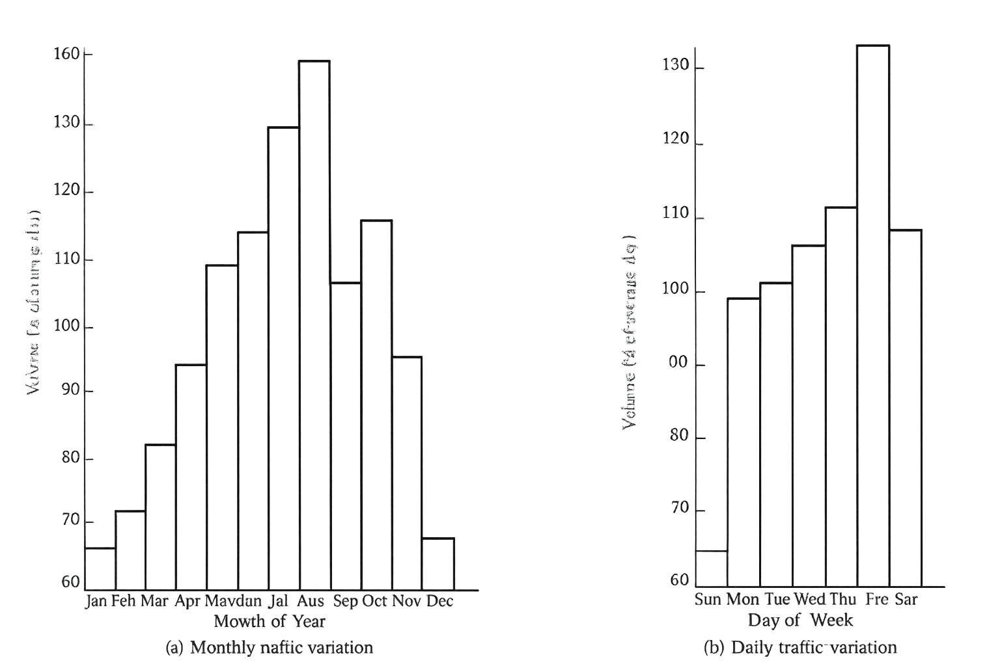 160
130
120
110
100
90
80
70
60
Jan Feh Mar Apr Mavdun Jal Aus Sep Oct Nov Dec
Mowth of Year
(a) Monthly naftic variation
130
120
110
100
00
80
70
60
Volunne
Sun Mon Tue Wed Thu Fre Sar
Day of Week
(b) Daily traffic-variation